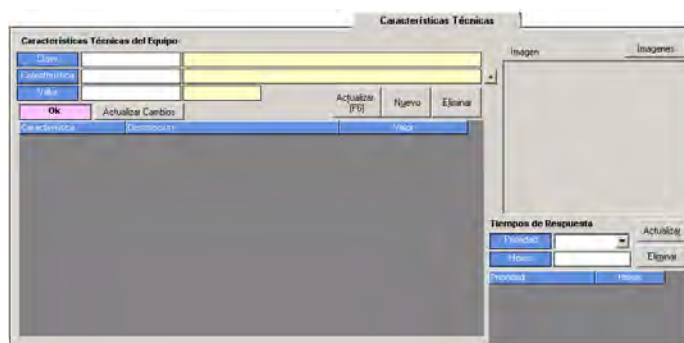 Características Técnicas
Características Técnicas del Equipo
Clase
Característica
Valor
Ok
Actualizar Cambios
Actualizar [F6]
Nuevo
Eliminar
Característica Descripción Valor
Imagen
Imagenes
Tiempos de Respuesta
Prioridad
Horas
Actualizar
Eliminar
Prioridad Horas